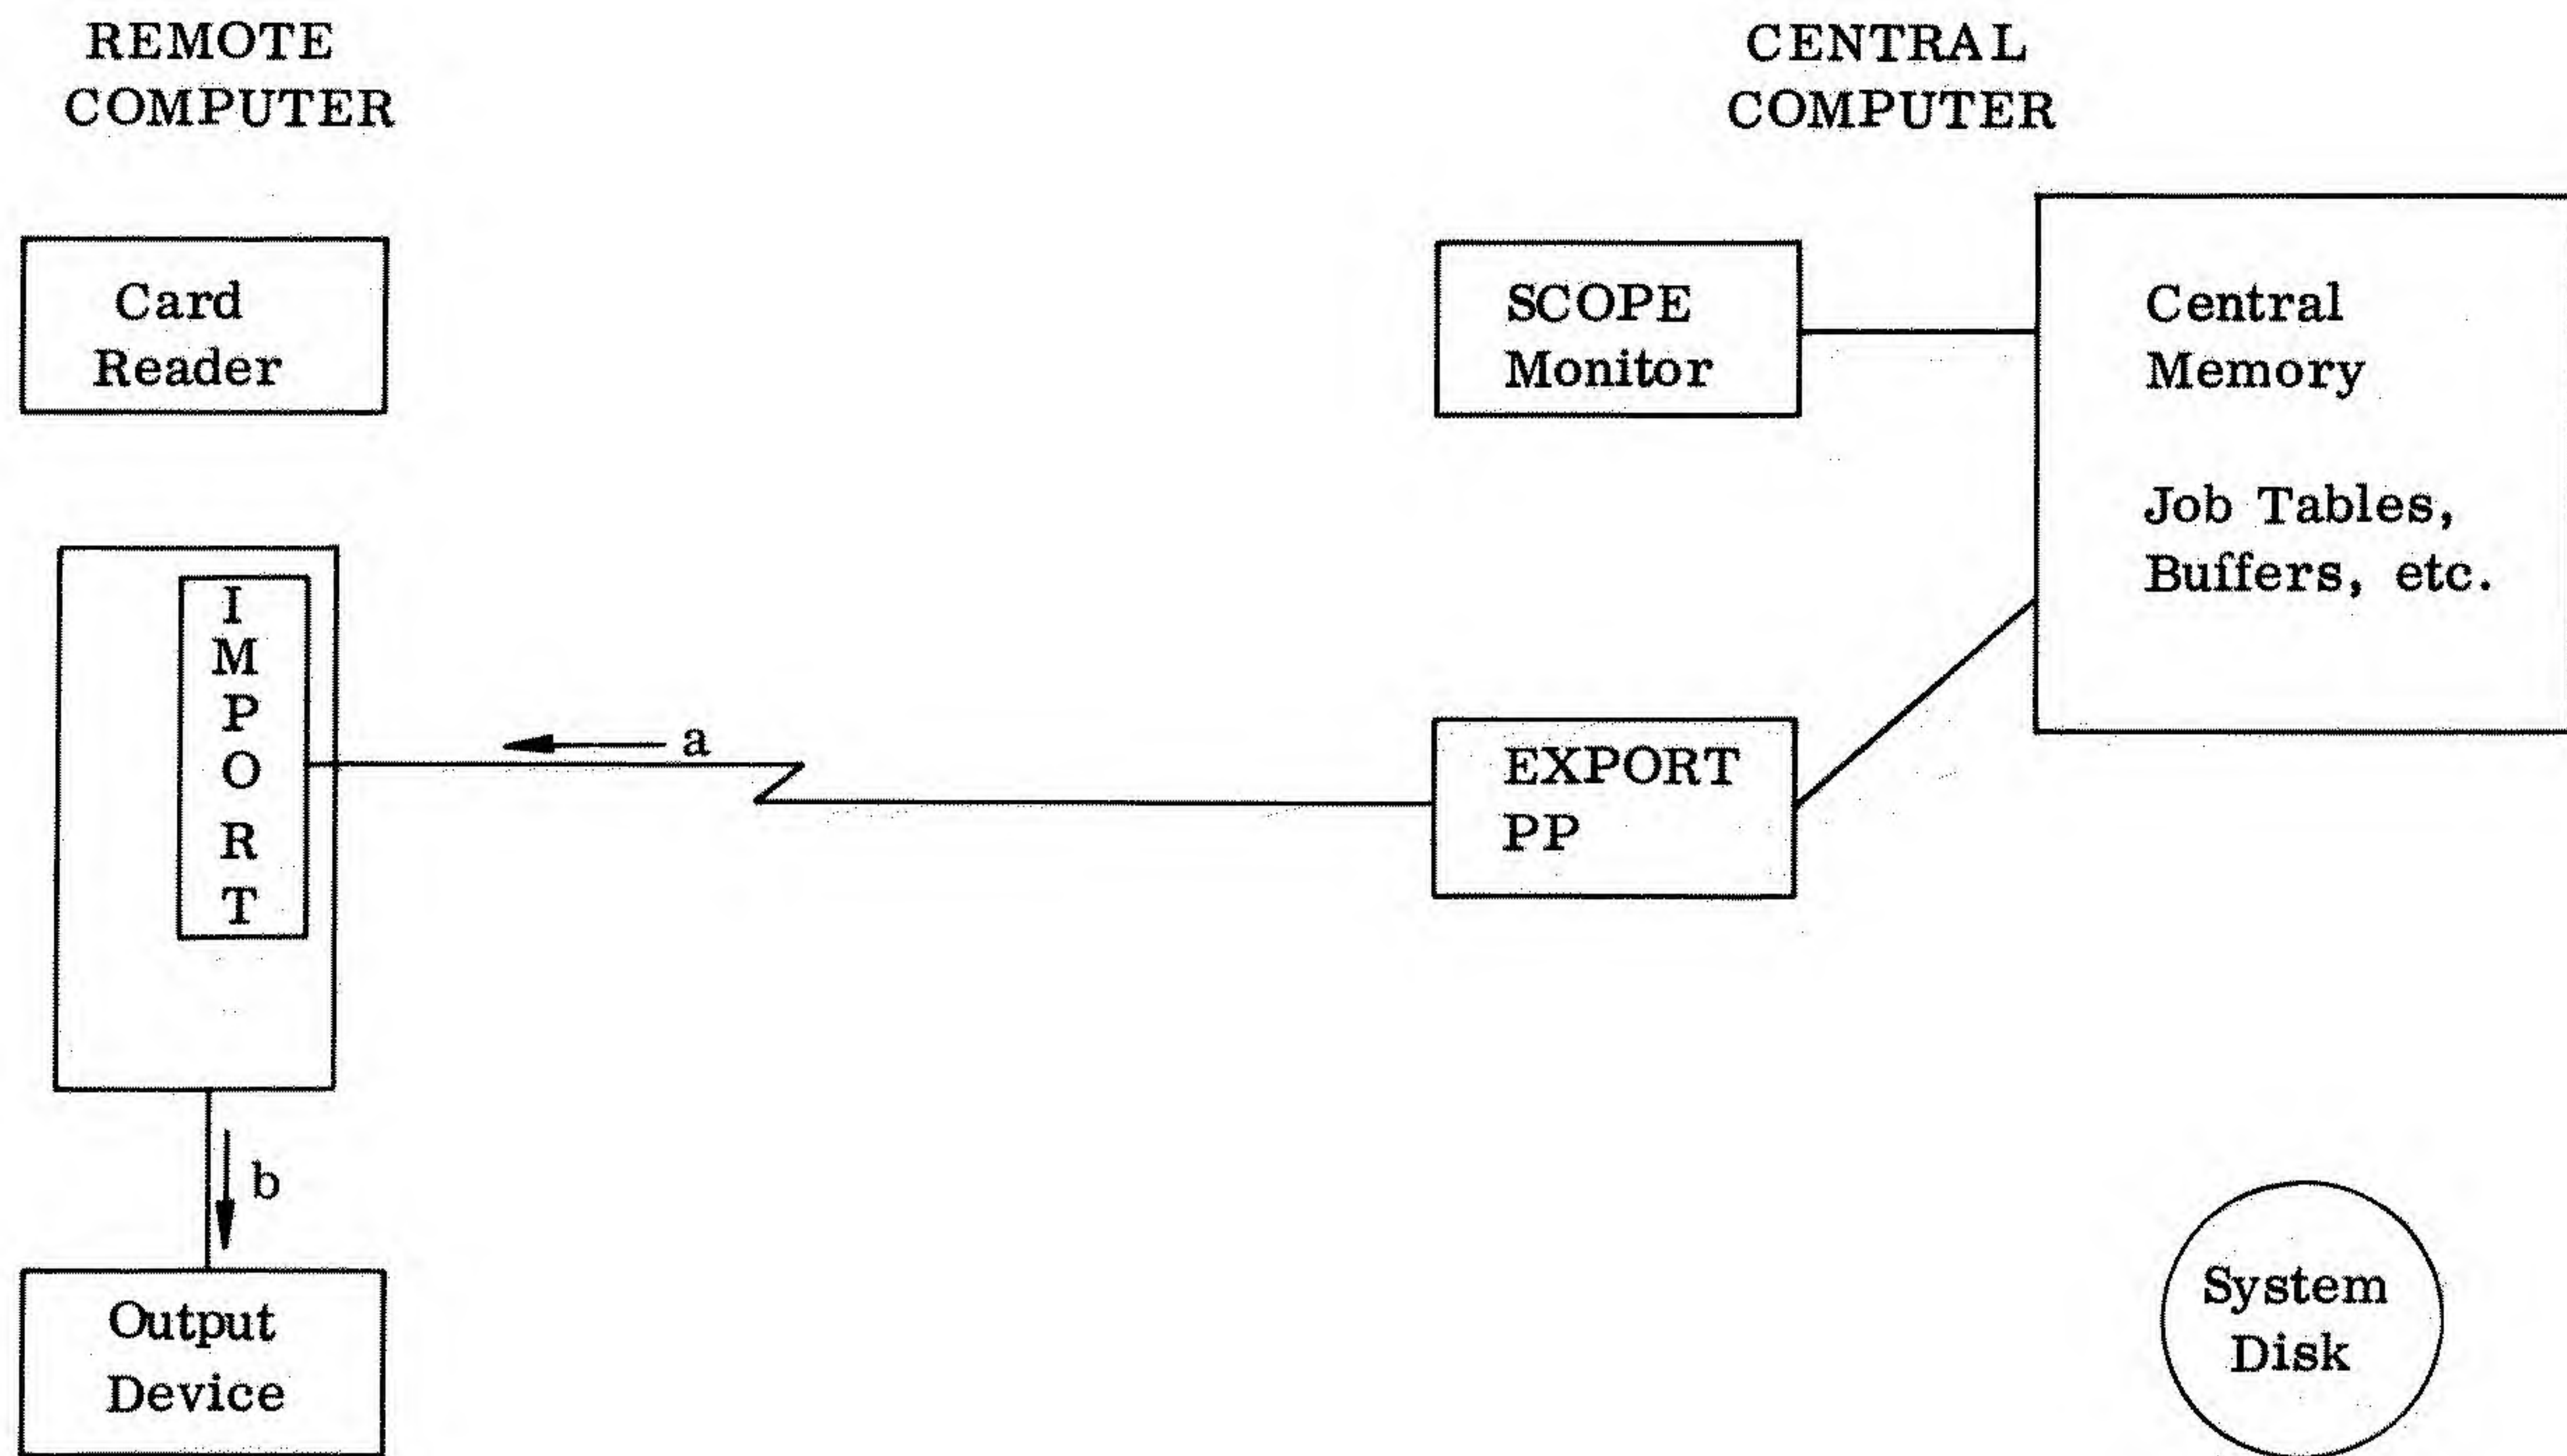 REMOTE
COMPUTER
CENTRAL
COMPUTER
Card
Reader
SCOPE
Monitor
Central
Memory
Job Tables,
Buffers, etc.
IMPORT
a
EXPORT
PP
b
Output
Device
System
Disk